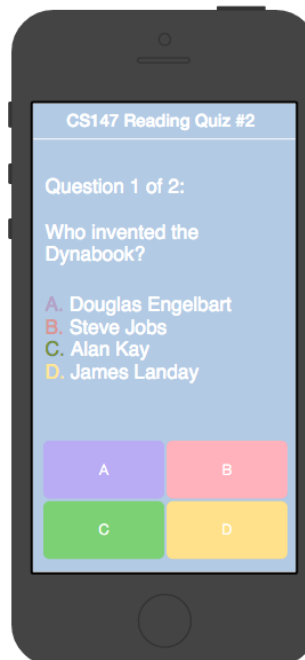 CS147 Reading Quiz #2
Question 1 of 2:
Who invented the
Dynabook?
A. Douglas Engelbart
B. Steve Jobs
C. Alan Kay
D. James Landay
A B
C D